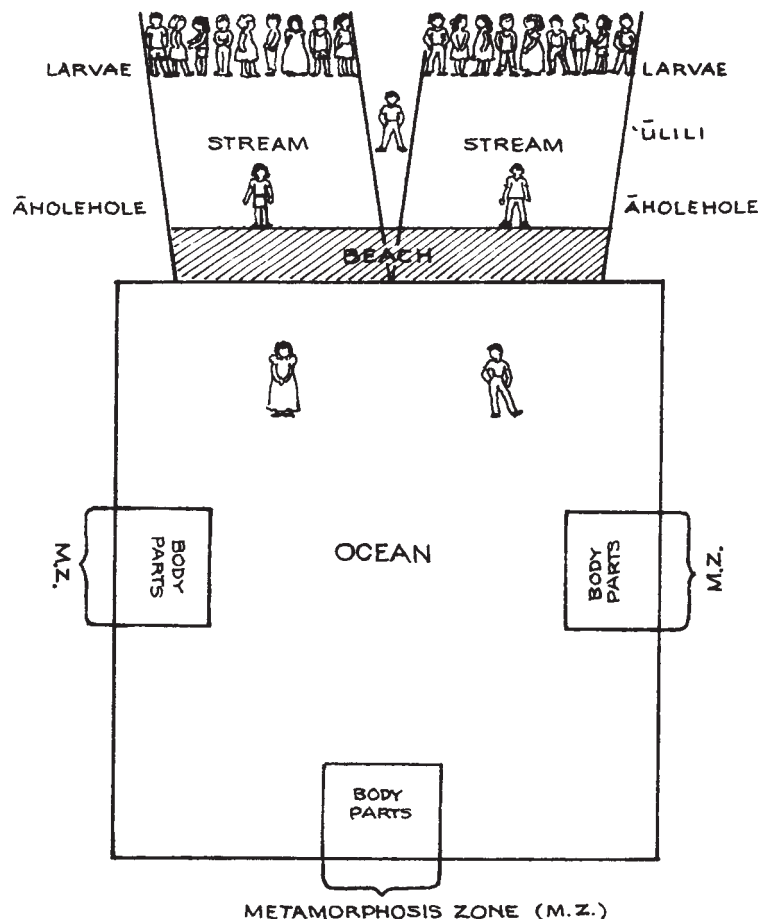 LARVAE
LARVAE
ʻŪLILI
STREAM
STREAM
ĀHOLEHOLE
ĀHOLEHOLE
BEACH
OCEAN
M.Z.
BODY
PARTS
BODY
PARTS
M.Z.
BODY
PARTS
METAMORPHOSIS ZONE (M.Z.)